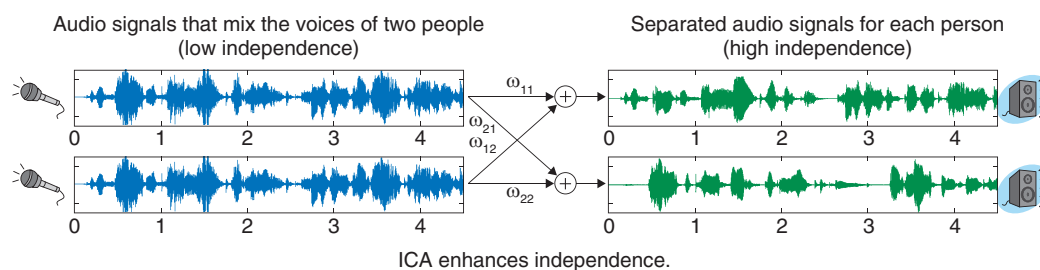 Audio signals that mix the voices of two people
(low independence)
Separated audio signals for each person
(high independence)
ω11
ω21
ω12
ω22
0 1 2 3 4
0 1 2 3 4
0 1 2 3 4
0 1 2 3 4
ICA enhances independence.